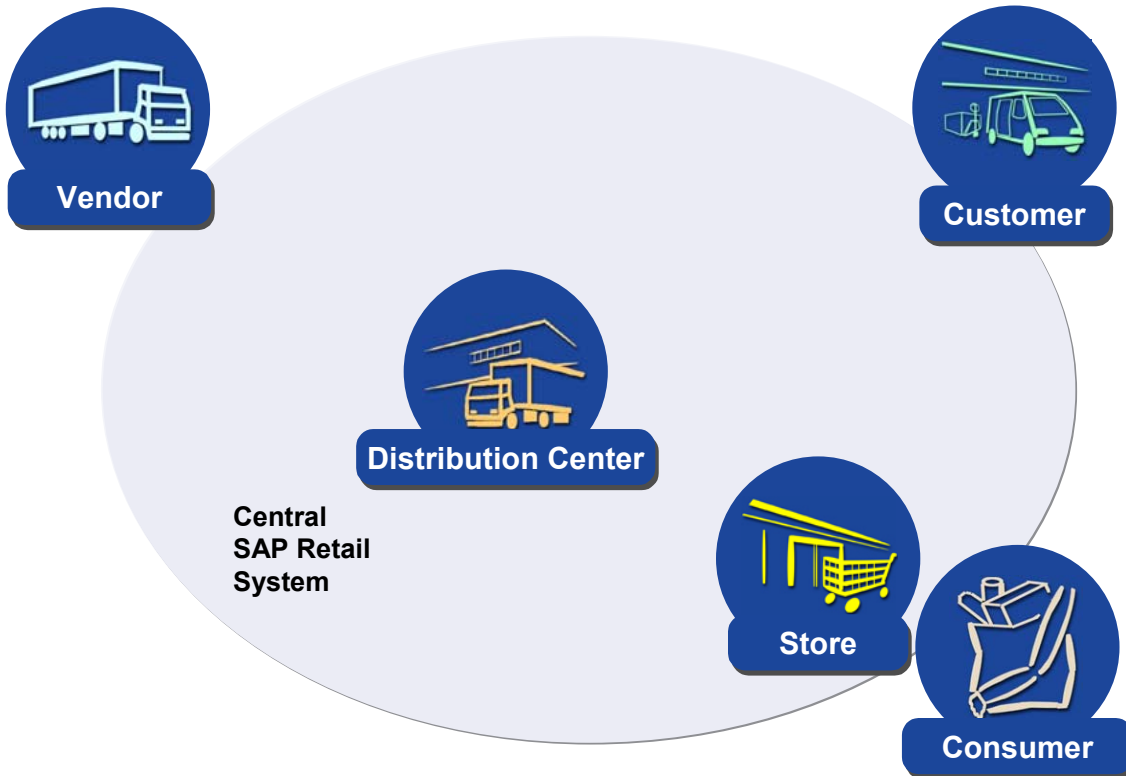 Vendor
Customer
Distribution Center
Central
SAP Retail
System
Store
Consumer